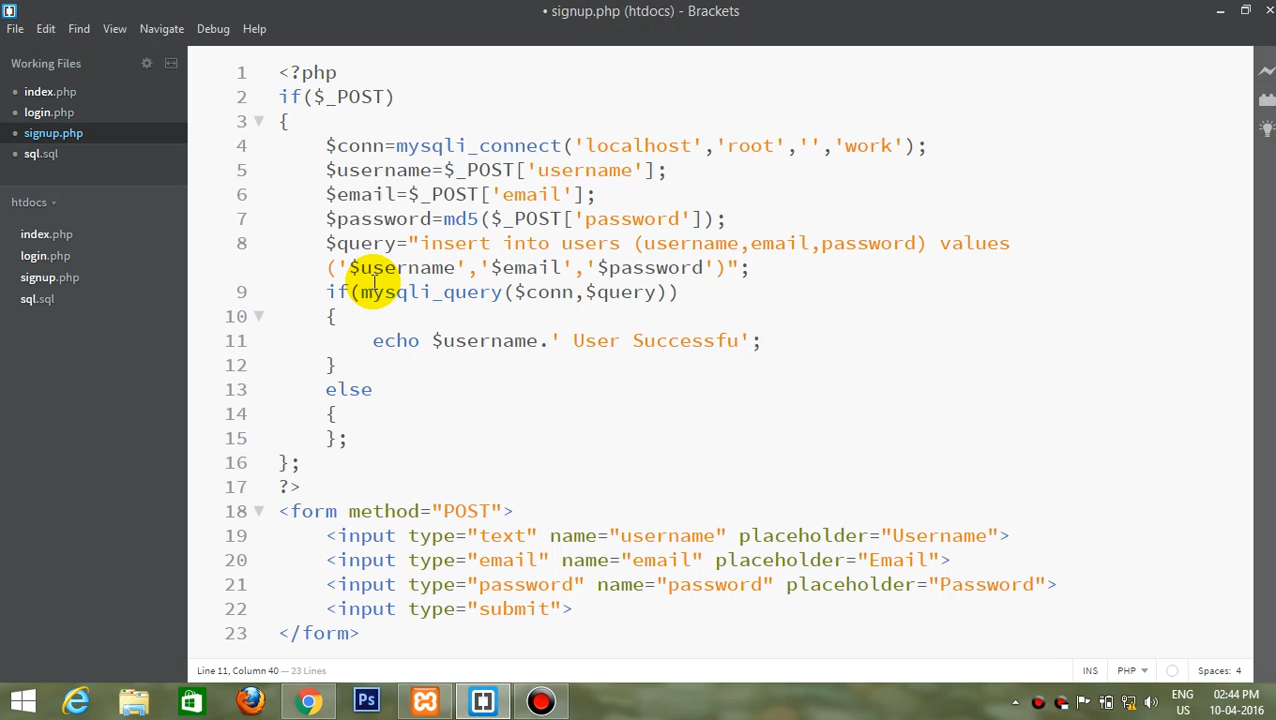 • signup.php (htdocs) - Brackets
File Edit Find View Navigate Debug Help
Working Files
index.php
login.php
signup.php
sql.sql
htdocs
index.php
login.php
signup.php
sql.sql
1 <?php
2 if($_POST)
3 {
4 $conn=mysqli_connect('localhost','root','','work');
5 $username=$_POST['username'];
6 $email=$_POST['email'];
7 $password=md5($_POST['password']);
8 $query="insert into users (username,email,password) values
('$username','$email','$password')";
9 if(mysqli_query($conn,$query))
10 {
11 echo $username.' User Successfu';
12 }
13 else
14 {
15 };
16 };
17 ?>
18 <form method="POST">
19 <input type="text" name="username" placeholder="Username">
20 <input type="email" name="email" placeholder="Email">
21 <input type="password" name="password" placeholder="Password">
22 <input type="submit">
23 </form>
Line 11, Column 40 — 23 Lines
INS PHP Spaces: 4
Ps
ENG 02:44 PM
US 10-04-2016